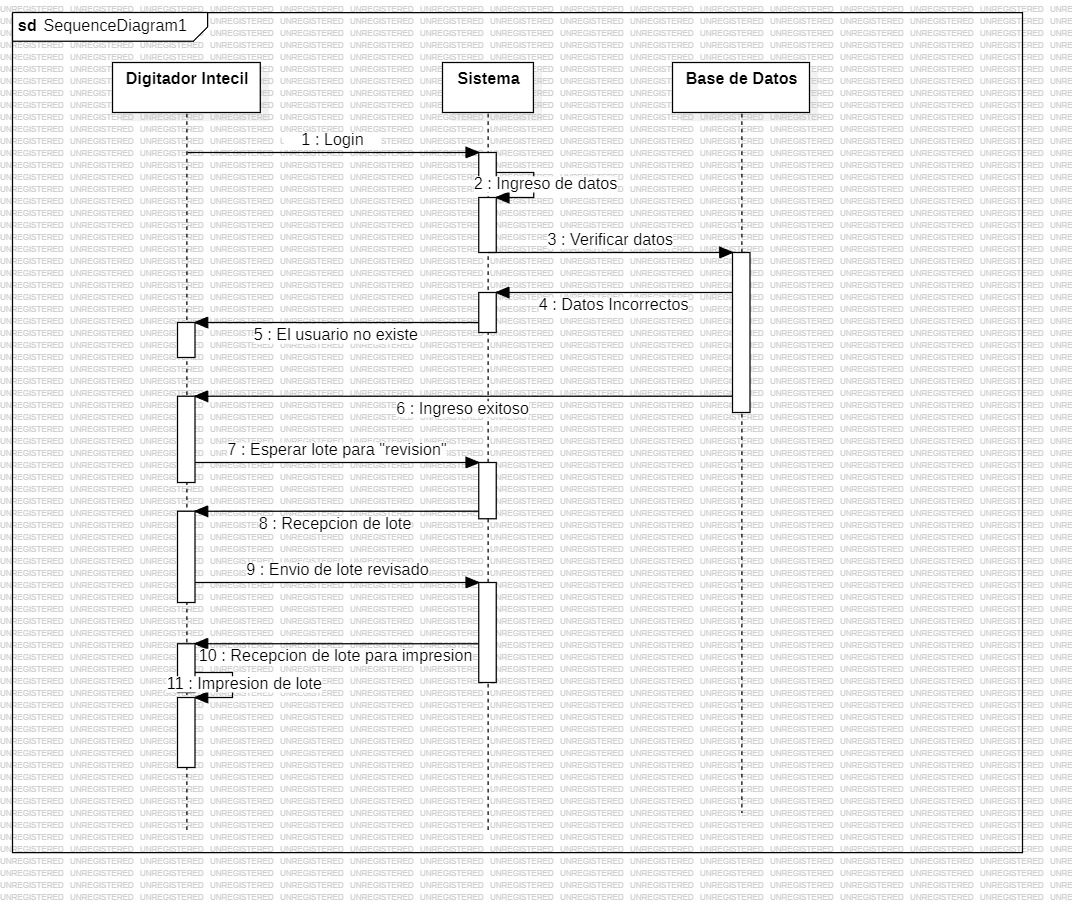 sd SequenceDiagram1
Digitador Intecil
Sistema
Base de Datos
1 : Login
2 : Ingreso de datos
3 : Verificar datos
4 : Datos Incorrectos
5 : El usuario no existe
6 : Ingreso exitoso
7 : Esperar lote para "revision"
8 : Recepcion de lote
9 : Envio de lote revisado
10 : Recepcion de lote para impresion
11 : Impresion de lote
UNREGISTERED